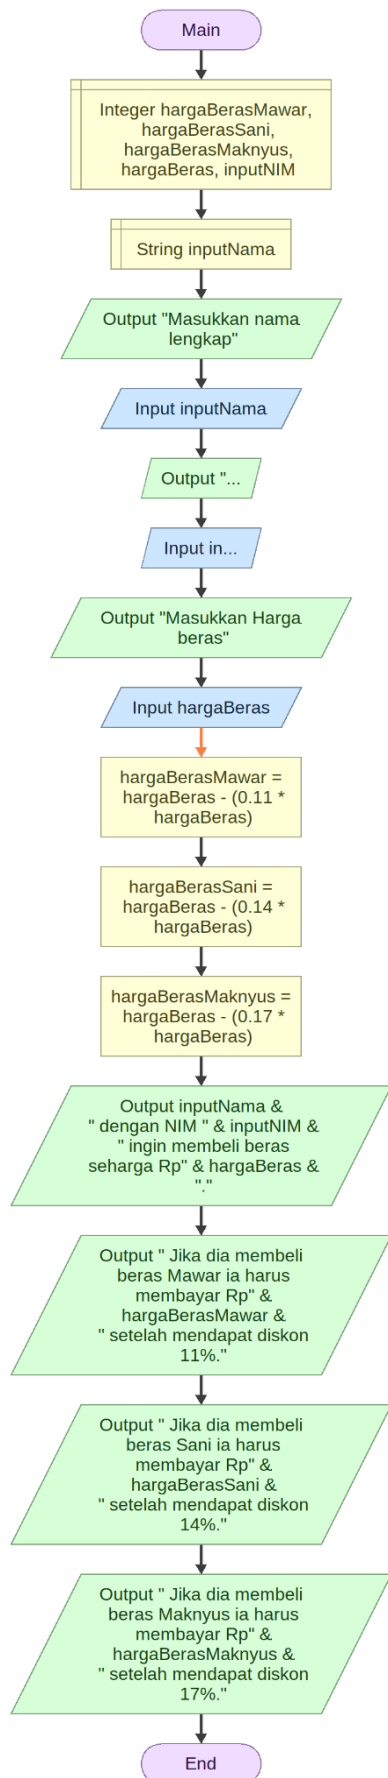 Main
Integer hargaBerasMawar,
hargaBerasSani,
hargaBerasMaknyus,
hargaBeras, inputNIM
String inputNama
Output "Masukkan nama
lengkap"
Input inputNama
Output "...
Input in...
Output "Masukkan Harga
beras"
Input hargaBeras
hargaBerasMawar =
hargaBeras - (0.11 *
hargaBeras)
hargaBerasSani =
hargaBeras - (0.14 *
hargaBeras)
hargaBerasMaknyus =
hargaBeras - (0.17 *
hargaBeras)
Output inputNama &
" dengan NIM " & inputNIM &
" ingin membeli beras
seharga Rp" & hargaBeras &
"."
Output " Jika dia membeli
beras Mawar ia harus
membayar Rp" &
hargaBerasMawar &
" setelah mendapat diskon
11%."
Output " Jika dia membeli
beras Sani ia harus
membayar Rp" &
hargaBerasSani &
" setelah mendapat diskon
14%."
Output " Jika dia membeli
beras Maknyus ia harus
membayar Rp" &
hargaBerasMaknyus &
" setelah mendapat diskon
17%."
End